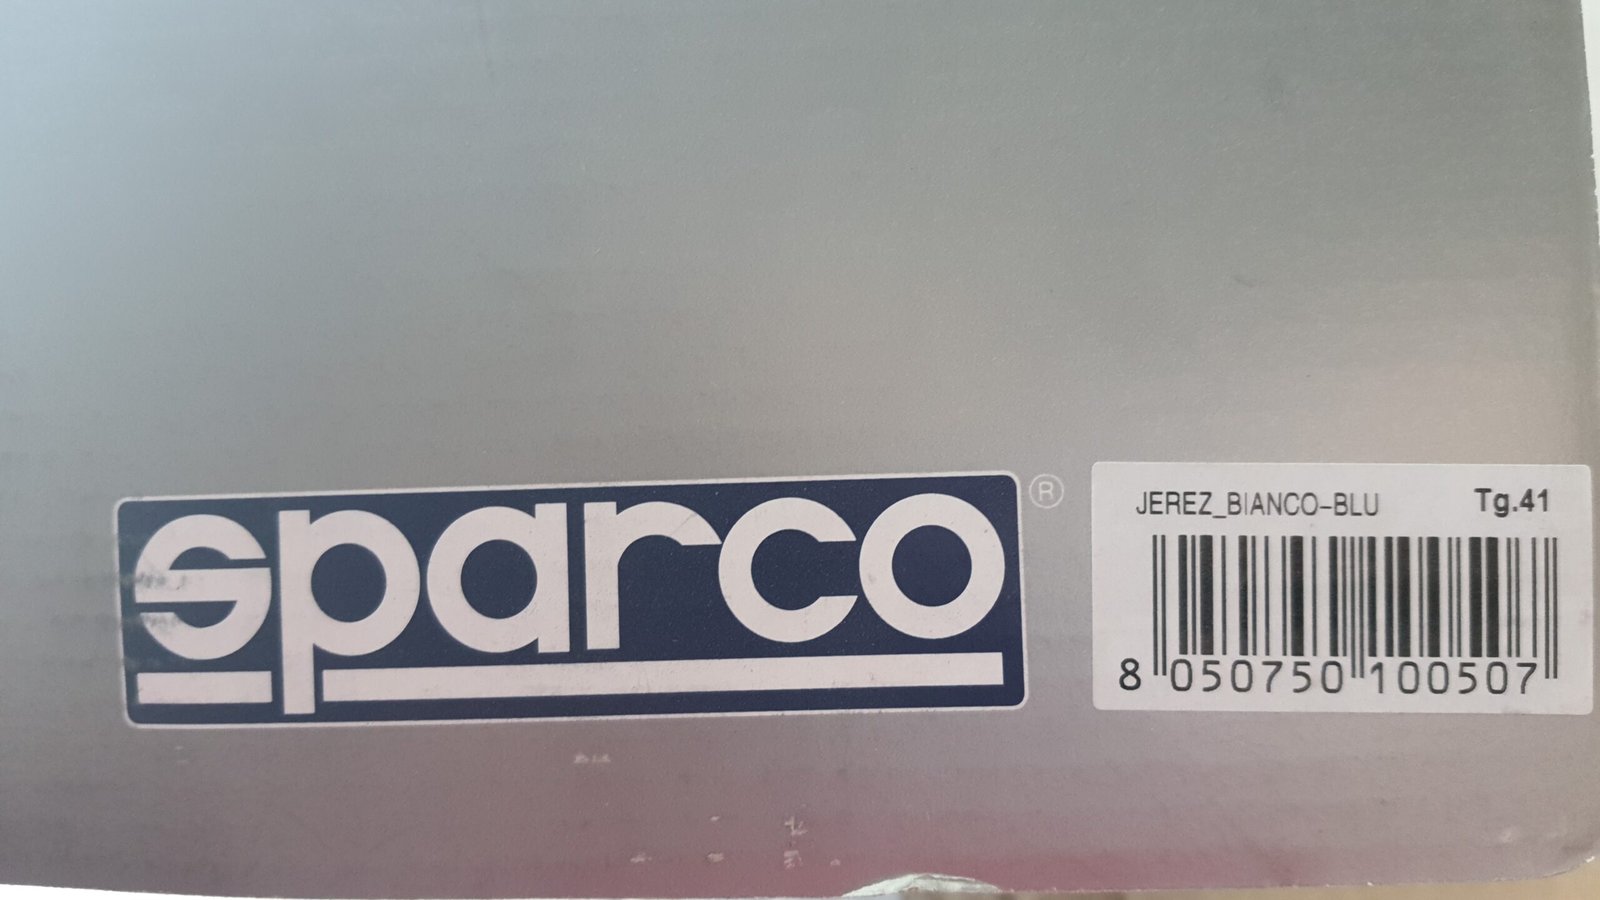 sparco®
JEREZ_BIANCO-BLU Tg.41
8 050750 100507